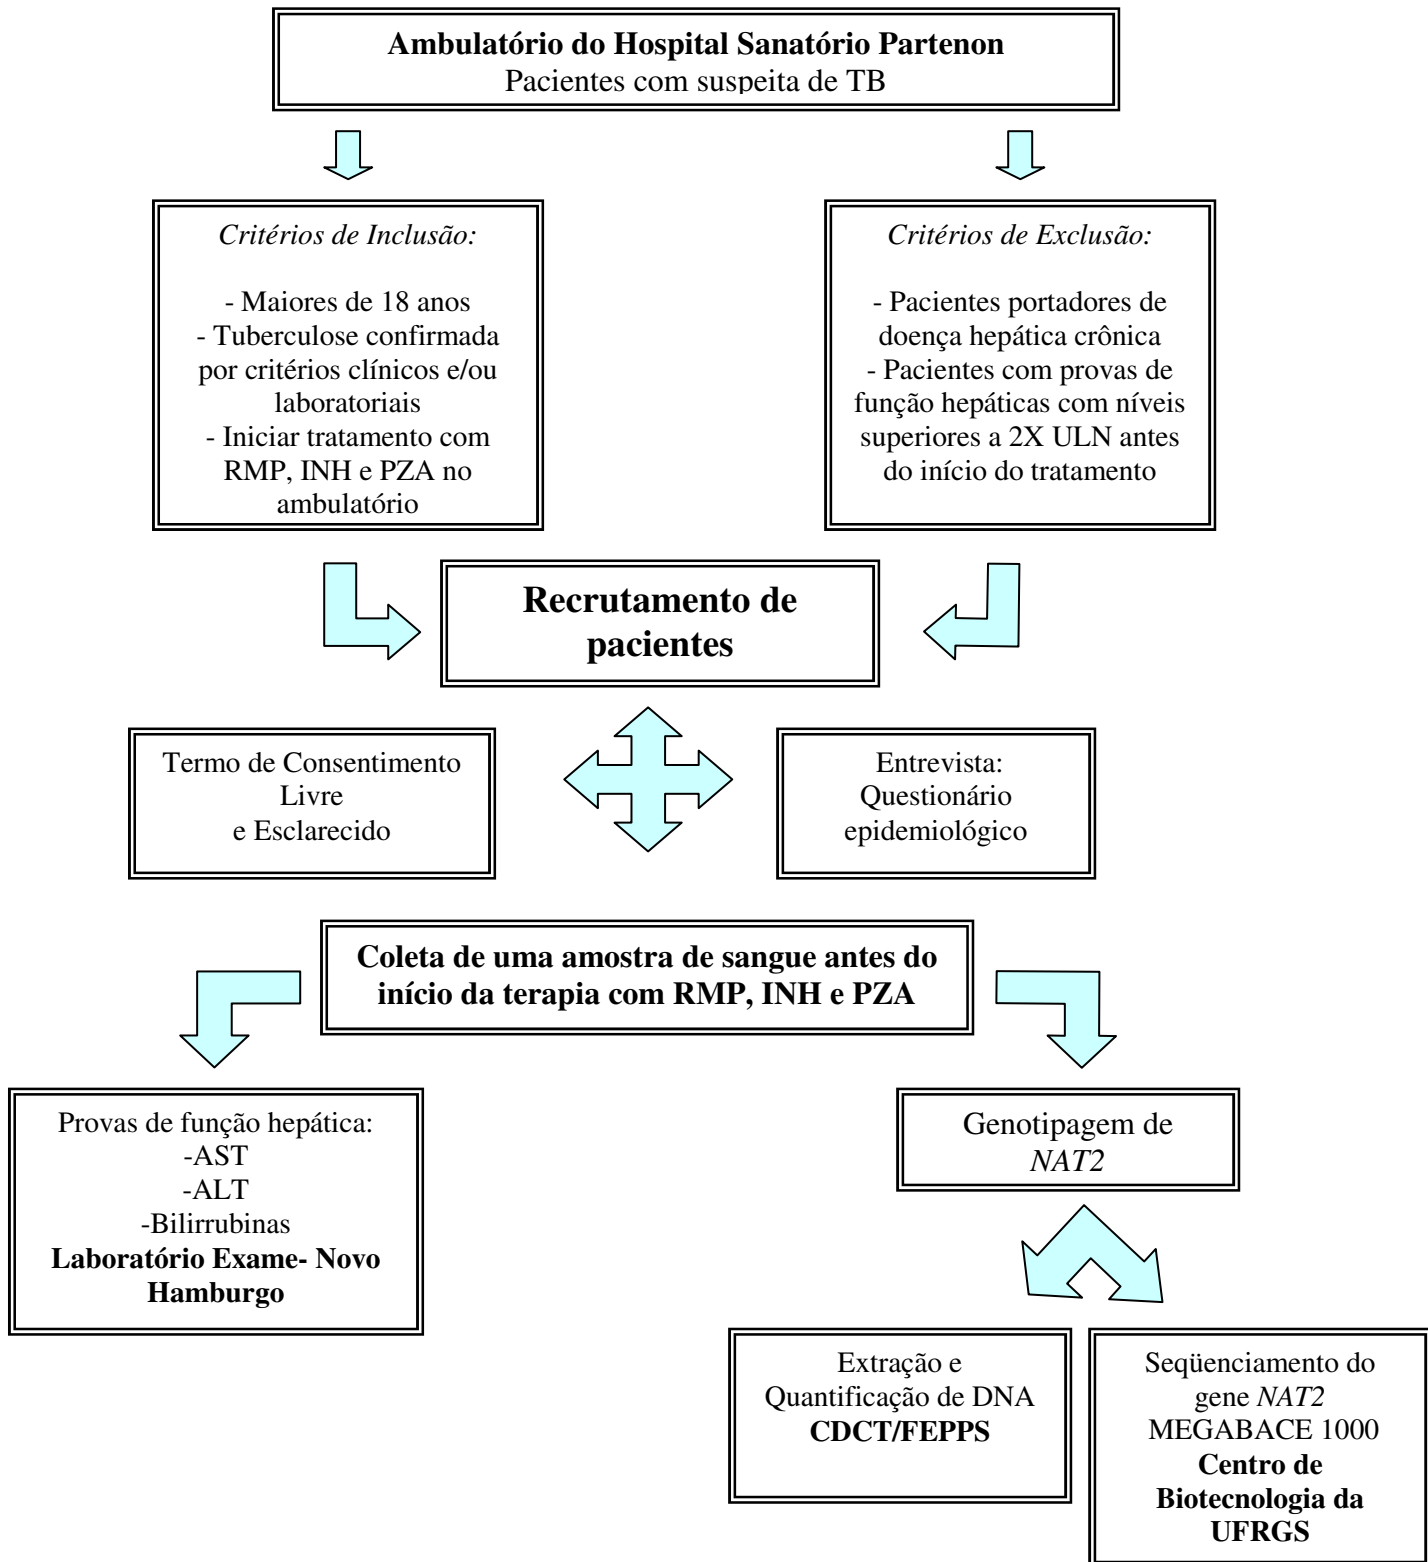 Ambulatório do Hospital Sanatório Partenon
Pacientes com suspeita de TB
Critérios de Inclusão:
- Maiores de 18 anos
- Tuberculose confirmada
por critérios clínicos e/ou
laboratoriais
- Iniciar tratamento com
RMP, INH e PZA no
ambulatório
Critérios de Exclusão:
- Pacientes portadores de
doença hepática crônica
- Pacientes com provas de
função hepáticas com níveis
superiores a 2X ULN antes
do início do tratamento
Recrutamento de
pacientes
Termo de Consentimento
Livre
e Esclarecido
Entrevista:
Questionário
epidemiológico
Coleta de uma amostra de sangue antes do
início da terapia com RMP, INH e PZA
Provas de função hepática:
-AST
-ALT
-Bilirrubinas
Laboratório Exame- Novo
Hamburgo
Genotipagem de
NAT2
Extração e
Quantificação de DNA
CDCT/FEPPS
Seqüenciamento do
gene NAT2
MEGABACE 1000
Centro de
Biotecnologia da
UFRGS